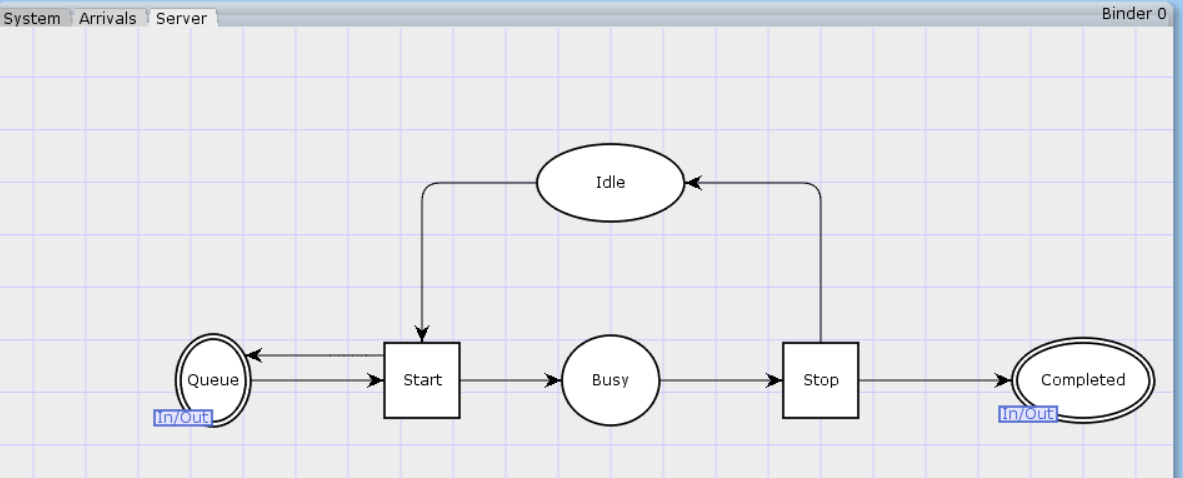 System Arrivals Server Binder 0
Idle
Queue Start Busy Stop Completed
In/Out In/Out